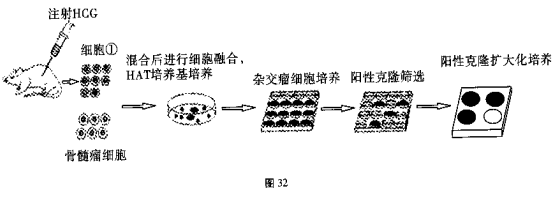 注射HCG
细胞①
混合后进行细胞融合、
HAT培养基培养
杂交瘤细胞培养
阳性克隆筛选
阳性克隆扩大化培养
骨髓瘤细胞
图32